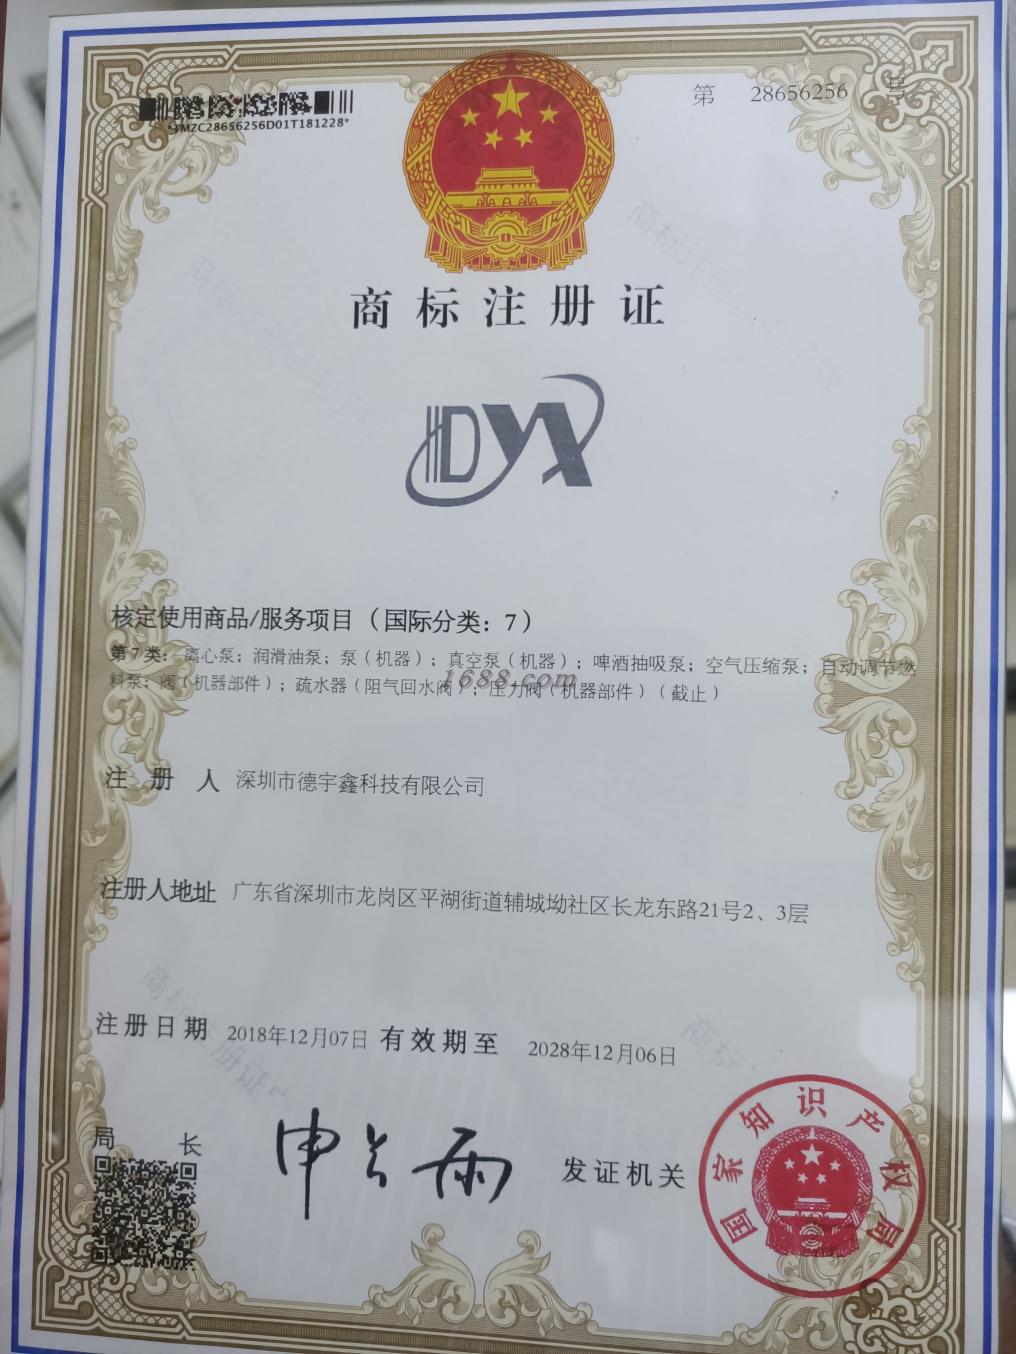 第 28656256 号
*TMZC28656256D01T181228*
商标注册证
DYX
核定使用商品/服务项目（国际分类：7）
第7类：离心泵；润滑油泵；泵（机器）；真空泵（机器）；啤酒抽吸泵；空气压缩泵；自动调节燃
料泵；阀（机器部件）；疏水器（阻气回水阀）；压力阀（机器部件）（截止）
1688.com
注册人 深圳市德宇鑫科技有限公司
注册人地址 广东省深圳市龙岗区平湖街道辅城坳社区长龙东路21号2、3层
注册日期 2018年12月07日 有效期至 2028年12月06日
局长 申长雨 发证机关
国家知识产权局